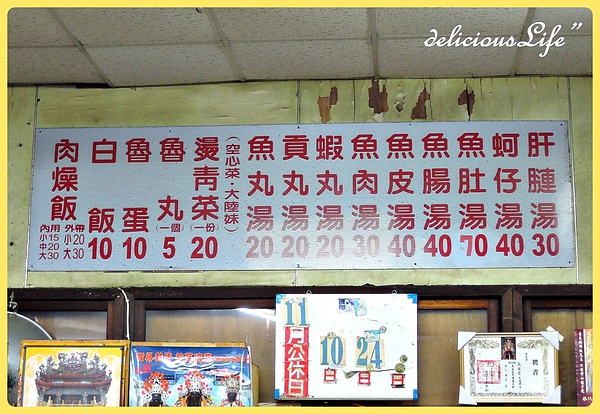 deliciousLife”
肉燥飯
內用 外帶
小15 小20
中20
大30 大30
白飯
10
魯蛋
10
魯丸
(一個)
5
燙青菜
(一份)
20
(空心菜·大陸妹)
魚丸湯
20
貢丸湯
20
蝦丸湯
20
魚肉湯
30
魚皮湯
40
魚腸湯
40
魚肚湯
70
蚵仔湯
40
肝腱湯
30
11
月公休日
10
24
聘書